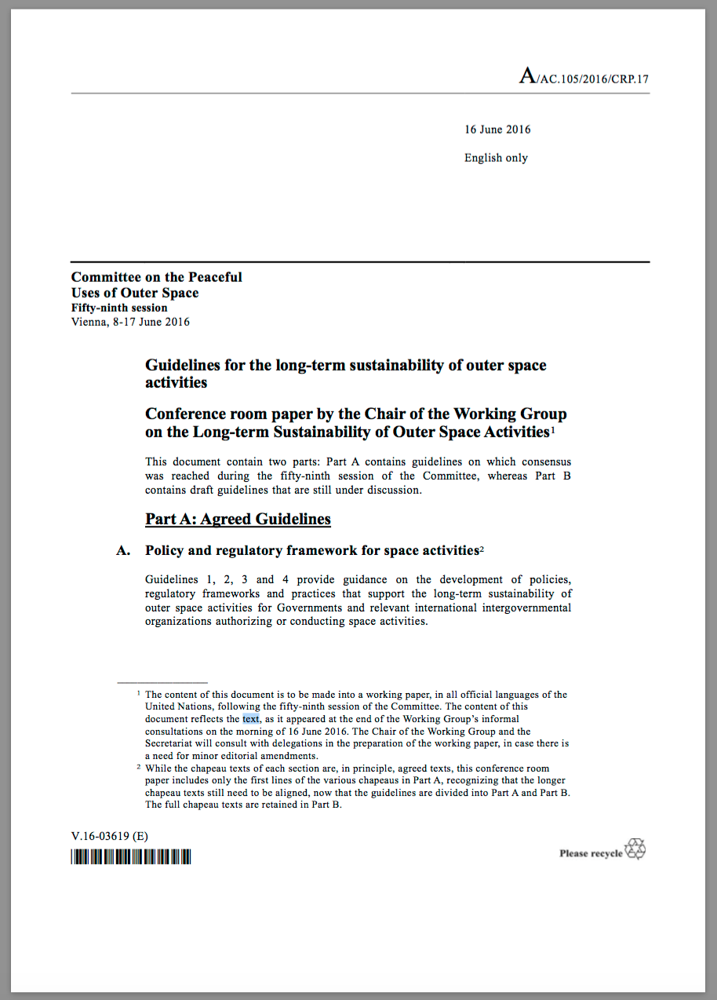 A/AC.105/2016/CRP.17
16 June 2016
English only
Committee on the Peaceful
Uses of Outer Space
Fifty-ninth session
Vienna, 8-17 June 2016
Guidelines for the long-term sustainability of outer space
activities
Conference room paper by the Chair of the Working Group
on the Long-term Sustainability of Outer Space Activities1
This document contain two parts: Part A contains guidelines on which consensus
was reached during the fifty-ninth session of the Committee, whereas Part B
contains draft guidelines that are still under discussion.
Part A: Agreed Guidelines
A. Policy and regulatory framework for space activities2
Guidelines 1, 2, 3 and 4 provide guidance on the development of policies,
regulatory frameworks and practices that support the long-term sustainability of
outer space activities for Governments and relevant international intergovernmental
organizations authorizing or conducting space activities.
1 The content of this document is to be made into a working paper, in all official languages of the
United Nations, following the fifty-ninth session of the Committee. The content of this
document reflects the text, as it appeared at the end of the Working Group’s informal
consultations on the morning of 16 June 2016. The Chair of the Working Group and the
Secretariat will consult with delegations in the preparation of the working paper, in case there is
a need for minor editorial amendments.
2 While the chapeau texts of each section are, in principle, agreed texts, this conference room
paper includes only the first lines of the various chapeaus in Part A, recognizing that the longer
chapeau texts still need to be aligned, now that the guidelines are divided into Part A and Part B.
The full chapeau texts are retained in Part B.
V.16-03619 (E)
Please recycle